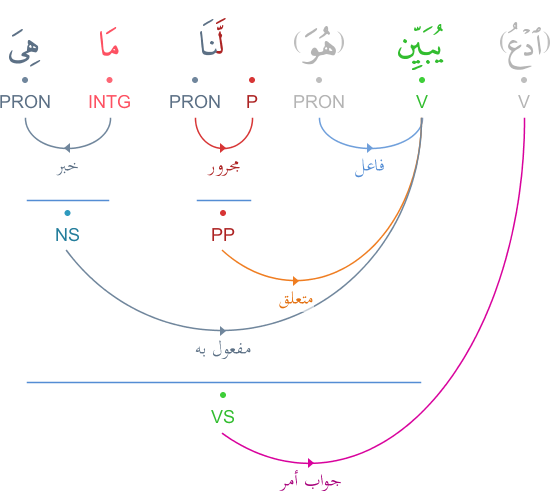 (ٱدْعُ) يُبَيِّن (هُوَ) لَّنَا مَا هِىَ
V V PRON P PRON INTG PRON
فاعل مجرور خبر
PP NS
متعلق
مفعول به
VS
جواب أمر